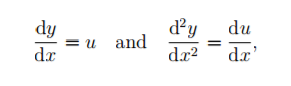 dy/dx = u and d²y/dx2 = du/dx,